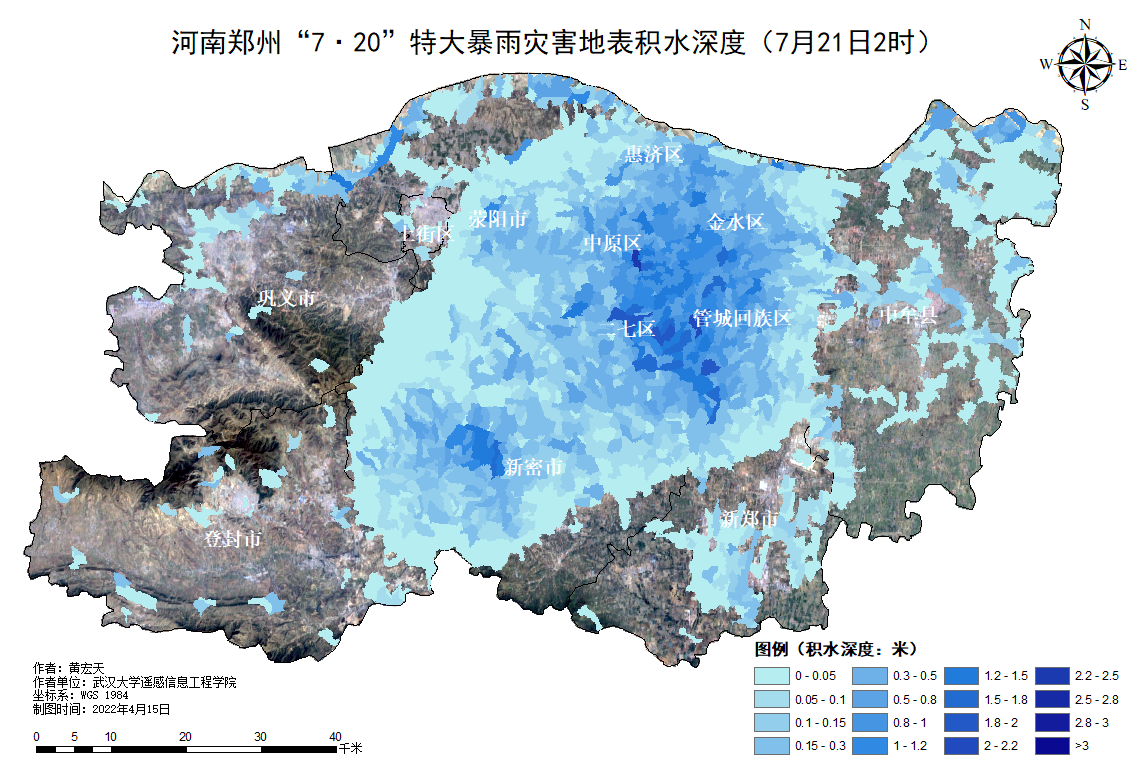 河南郑州“7·20”特大暴雨灾害地表积水深度（7月21日2时）
N
W
E
S
惠济区
荥阳市
上街区
金水区
中原区
巩义市
二七区
管城回族区
中牟县
新密市
新郑市
登封市
图例（积水深度：米）
0 - 0.05
0.05 - 0.1
0.1 - 0.15
0.15 - 0.3
0.3 - 0.5
0.5 - 0.8
0.8 - 1
1 - 1.2
1.2 - 1.5
1.5 - 1.8
1.8 - 2
2 - 2.2
2.2 - 2.5
2.5 - 2.8
2.8 - 3
>3
作者：黄宏天
作者单位：武汉大学遥感信息工程学院
坐标系：WGS 1984
制图时间：2022年4月15日
0 5 10 20 30 40
千米